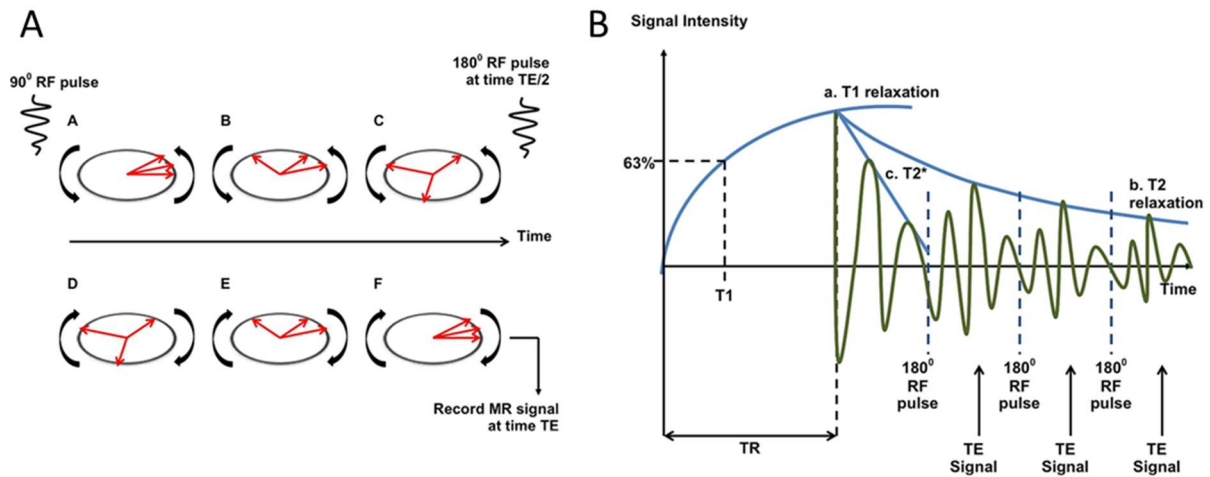 A
90⁰ RF pulse
180⁰ RF pulse
at time TE/2
A
B
C
Time
D
E
F
Record MR signal
at time TE
B
Signal Intensity
a. T1 relaxation
63%
c. T2*
b. T2
relaxation
T1
Time
180⁰
RF
pulse
180⁰
RF
pulse
180⁰
RF
pulse
TR
TE
Signal
TE
Signal
TE
Signal